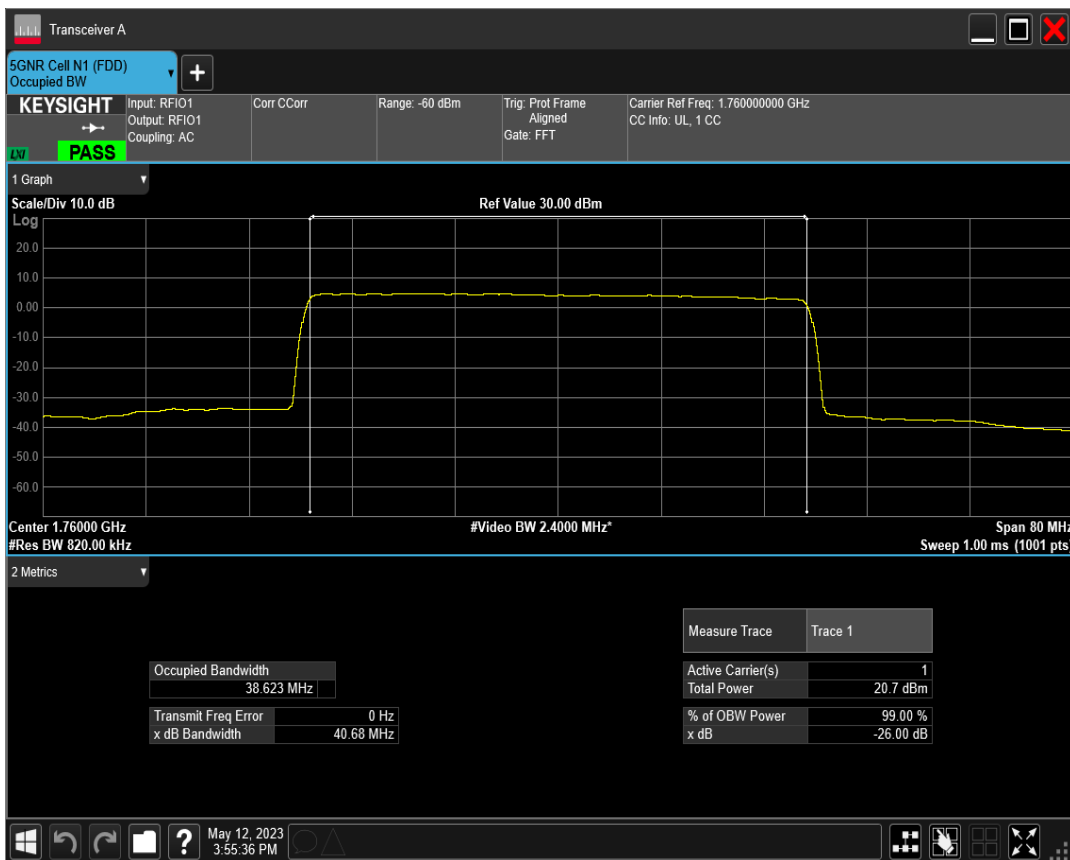 Transceiver A
5GNR Cell N1 (FDD)
Occupied BW
+
KEYSIGHT
LXI
PASS
Input: RFIO1
Output: RFIO1
Coupling: AC
Corr CCorr
Range: -60 dBm
Trig: Prot Frame
Aligned
Gate: FFT
Carrier Ref Freq: 1.760000000 GHz
CC Info: UL, 1 CC
1 Graph
Scale/Div 10.0 dB
Ref Value 30.00 dBm
Log
20.0
10.0
0.00
-10.0
-20.0
-30.0
-40.0
-50.0
-60.0
Center 1.76000 GHz
#Video BW 2.4000 MHz*
Span 80 MHz
#Res BW 820.00 kHz
Sweep 1.00 ms (1001 pts)
2 Metrics
Measure Trace Trace 1
Occupied Bandwidth
38.623 MHz
Transmit Freq Error 0 Hz
x dB Bandwidth 40.68 MHz
Active Carrier(s) 1
Total Power 20.7 dBm
% of OBW Power 99.00 %
x dB -26.00 dB
?
May 12, 2023
3:55:36 PM